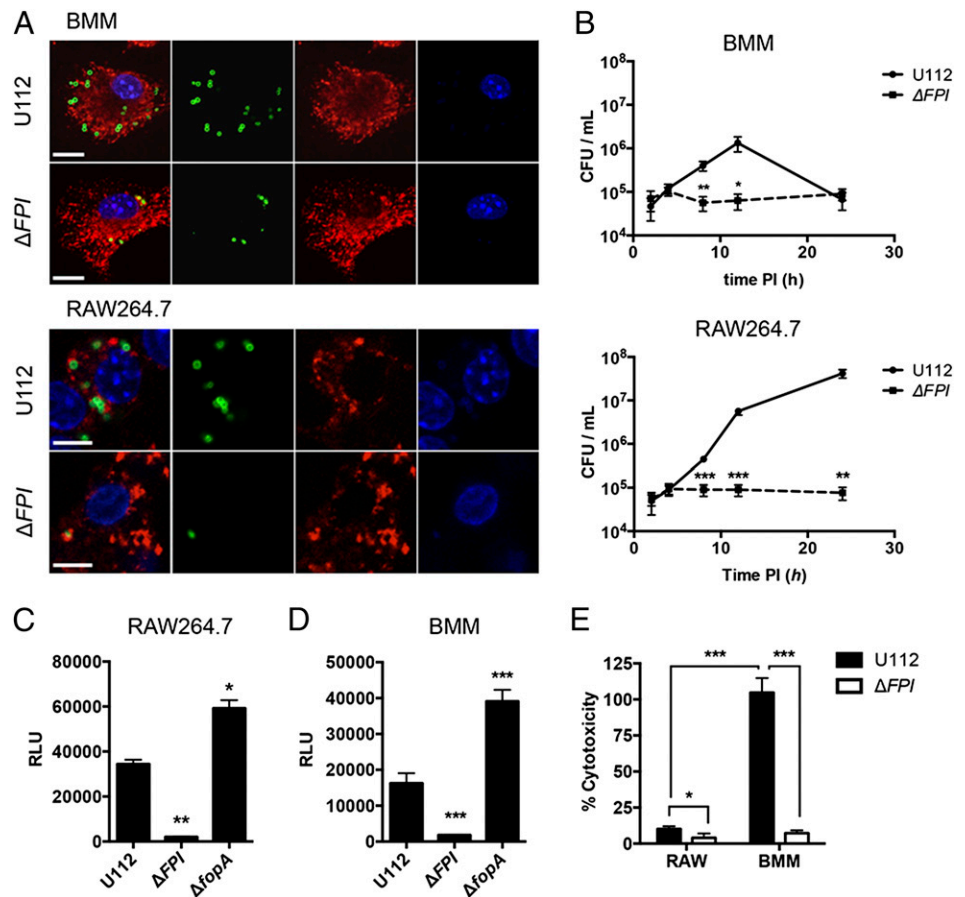 A
BMM
U112
ΔFPI
RAW264.7
U112
ΔFPI
B
BMM
CFU / mL
10⁸
10⁷
10⁶
10⁵
10⁴
** *
0 10 20 30
time PI (h)
U112
ΔFPI
RAW264.7
CFU / mL
10⁸
10⁷
10⁶
10⁵
10⁴
*** *** **
0 10 20 30
Time PI (h)
U112
ΔFPI
C
RAW264.7
RLU
80000
60000
40000
20000
0
** *
U112 ΔFPI ΔfopA
D
BMM
RLU
50000
40000
30000
20000
10000
0
*** ***
U112 ΔFPI ΔfopA
E
% Cytotoxicity
125
100
75
50
25
0
*** ***
*
RAW BMM
U112
ΔFPI